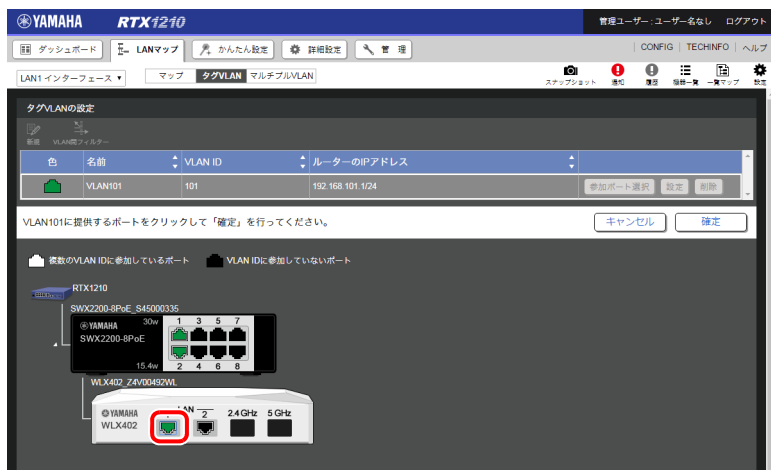 YAMAHA RTX1210 管理ユーザー : ユーザー名なし ログアウト
ダッシュボード LANマップ かんたん設定 詳細設定 管 理 CONFIG TECHINFO ヘルプ
LAN1 インターフェース ▼ マップ タグVLAN マルチプルVLAN スナップショット 通知 履歴 機器一覧 一覧マップ 設定
タグVLANの設定
新規 VLAN間フィルター
色 名前 VLAN ID ルーターのIPアドレス
VLAN101 101 192.168.101.1/24 参加ポート選択 設定 削除
VLAN101に提供するポートをクリックして「確定」を行ってください。 キャンセル 確定
複数のVLAN IDに参加しているポート VLAN IDに参加していないポート
RTX1210
SWX2200-8PoE_S45000335
YAMAHA 30w 1 3 5 7
SWX2200-8PoE
15.4w 2 4 6 8
WLX402_Z4V00492WL
YAMAHA LAN 2 2.4 GHz 5 GHz
WLX402